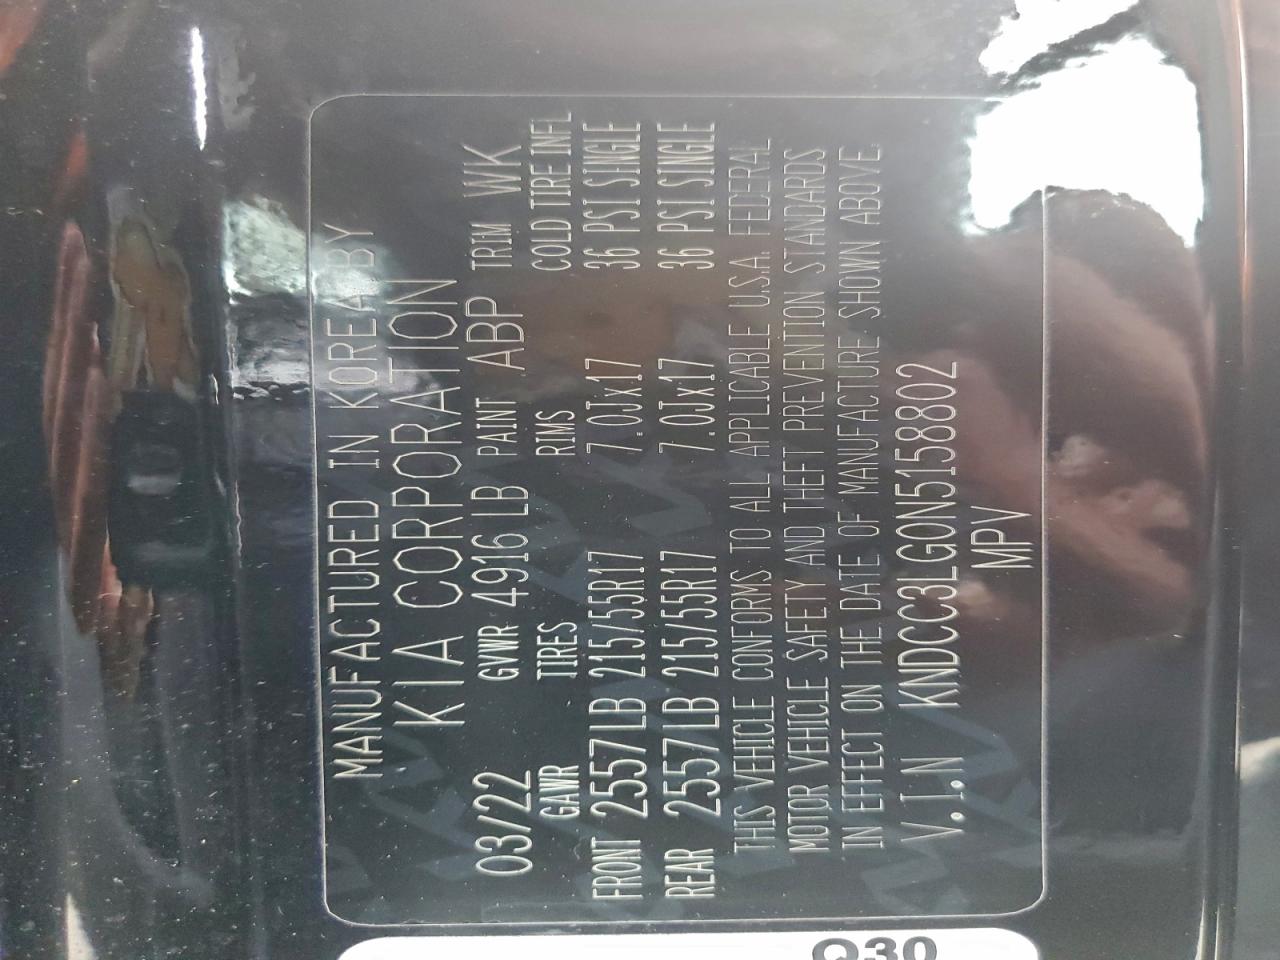 MANUFACTURED IN KOREA BY
KIA CORPORATION
03/22 GVWR 4916 LB PAINT ABP TRIM WK
GAWR TIRES RIMS COLD TIRE INFL
FRONT 2557LB 215/55R17 7.0Jx17 36 PSI SINGLE
REAR 2557LB 215/55R17 7.0Jx17 36 PSI SINGLE
THIS VEHICLE CONFORMS TO ALL APPLICABLE U.S.A. FEDERAL
MOTOR VEHICLE SAFETY AND THEFT PREVENTION STANDARDS
IN EFFECT ON THE DATE OF MANUFACTURE SHOWN ABOVE.
V.I.N KNDCC3LG0N5158802
MPV
Q30